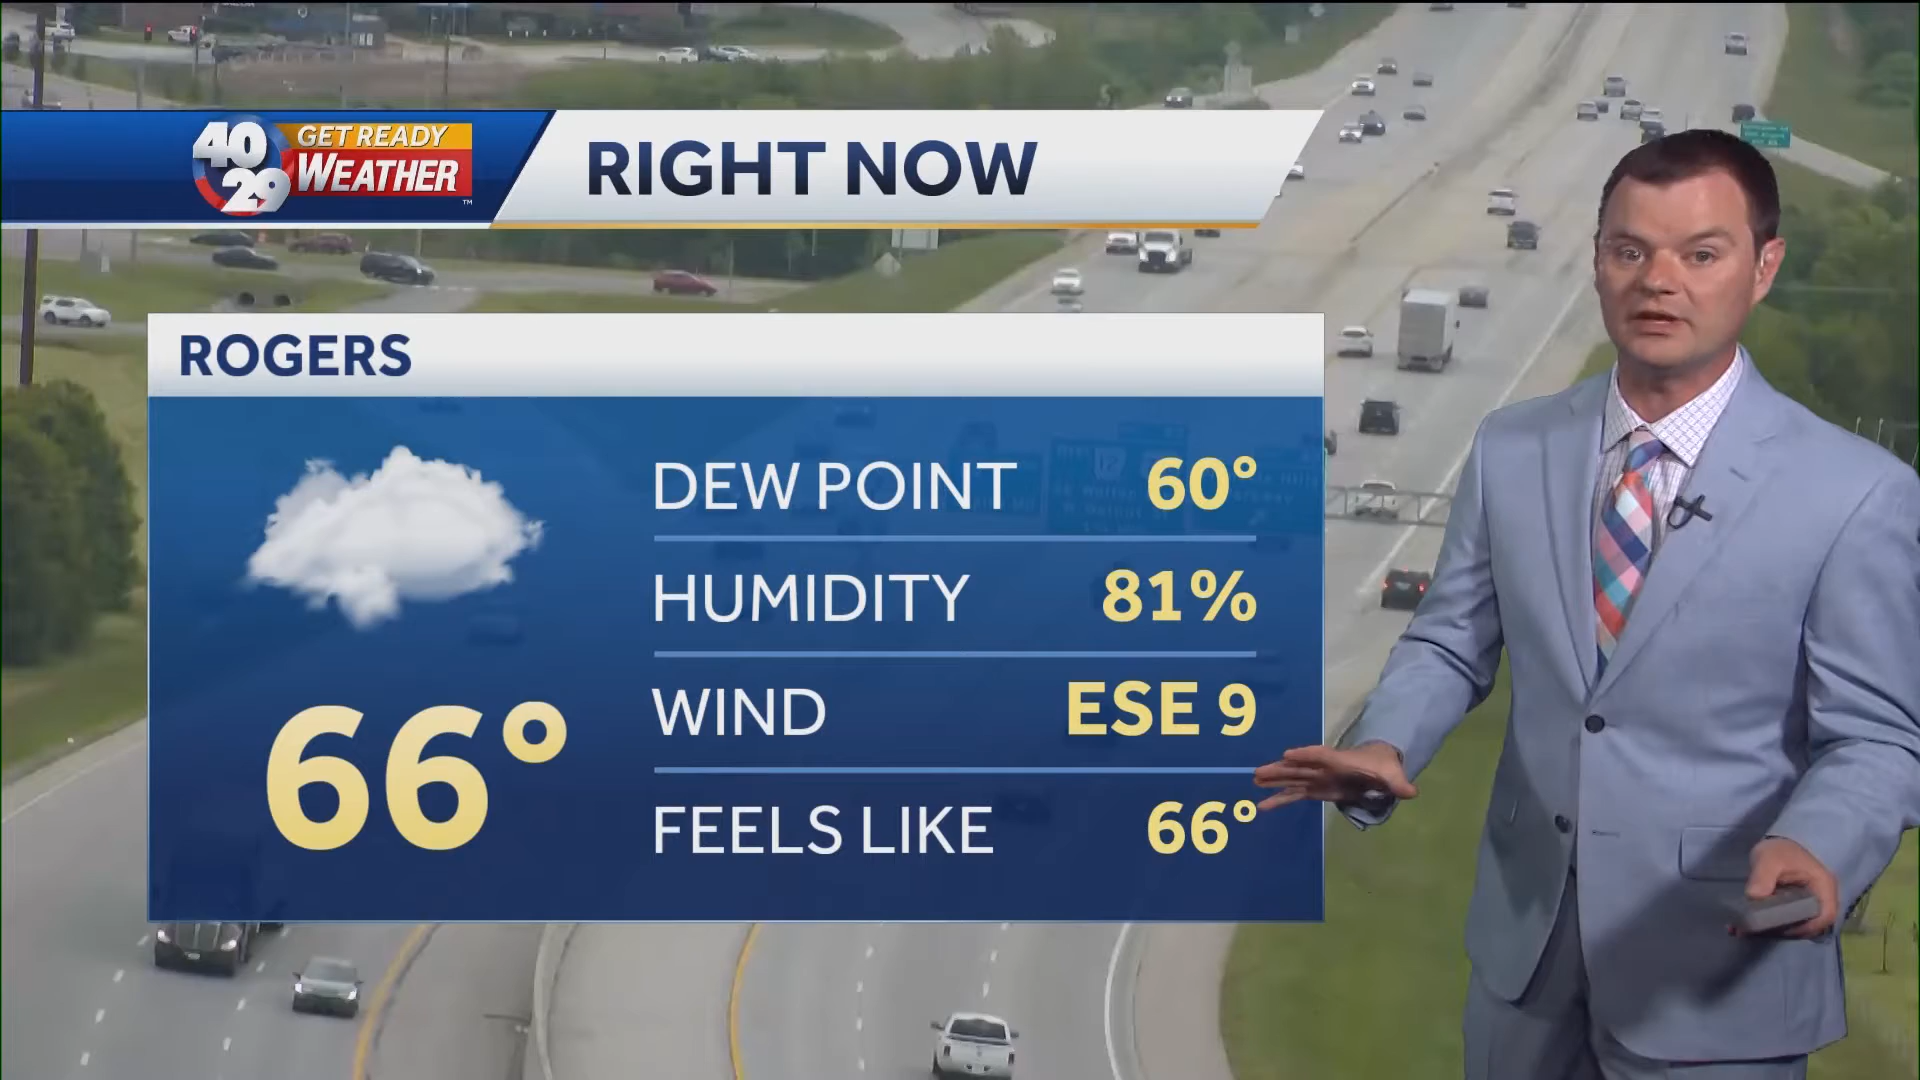 40
29
GET READY
WEATHER
™
RIGHT NOW
ROGERS
66°
DEW POINT 60°
HUMIDITY 81%
WIND ESE 9
FEELS LIKE 66°